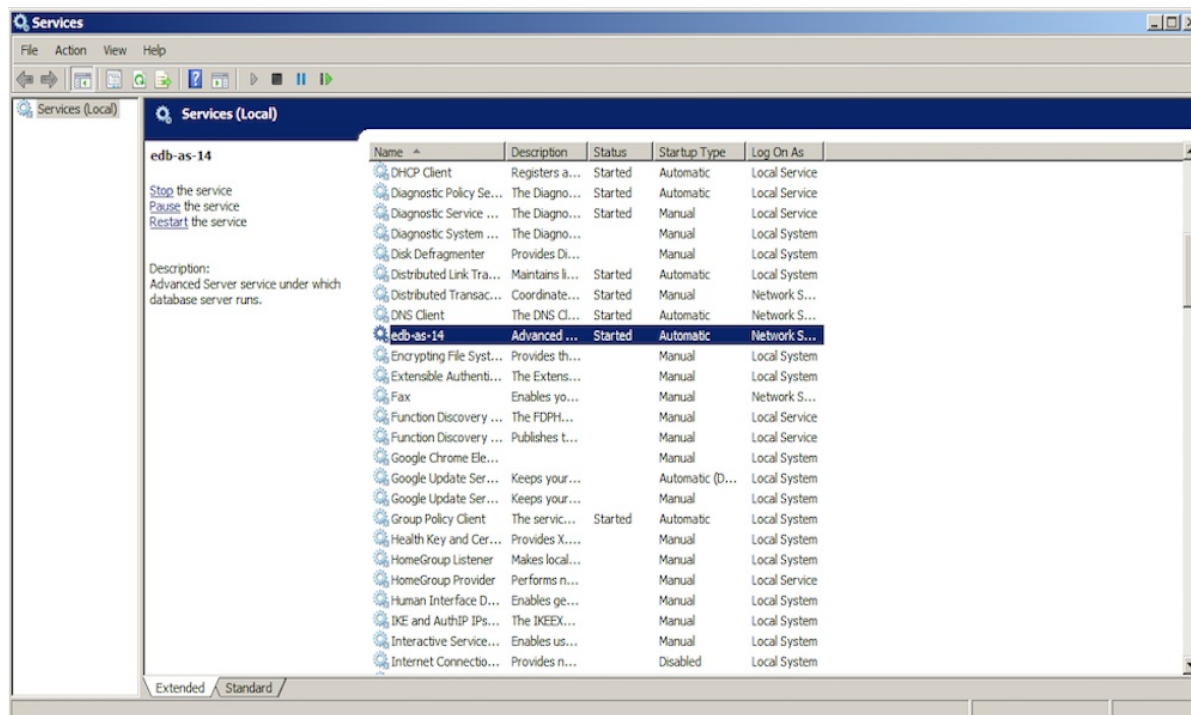 Services
File Action View Help
Services (Local)
Services (Local)
edb-as-14
Stop the service
Pause the service
Restart the service
Description:
Advanced Server service under which
database server runs.
Name Description Status Startup Type Log On As
DHCP Client Registers a... Started Automatic Local Service
Diagnostic Policy Se... The Diagno... Started Automatic Local Service
Diagnostic Service ... The Diagno... Started Manual Local Service
Diagnostic System ... The Diagno... Manual Local System
Disk Defragmenter Provides Di... Manual Local System
Distributed Link Tra... Maintains li... Started Automatic Local System
Distributed Transac... Coordinate... Started Manual Network S...
DNS Client The DNS Cl... Started Automatic Network S...
edb-as-14 Advanced ... Started Automatic Network S...
Encrypting File Syst... Provides th... Manual Local System
Extensible Authenti... The Extens... Manual Local System
Fax Enables yo... Manual Network S...
Function Discovery ... The FDPH... Manual Local Service
Function Discovery ... Publishes t... Manual Local Service
Google Chrome Ele... Manual Local System
Google Update Ser... Keeps your... Automatic (D... Local System
Google Update Ser... Keeps your... Manual Local System
Group Policy Client The servic... Started Automatic Local System
Health Key and Cer... Provides X.... Manual Local System
HomeGroup Listener Makes local... Manual Local System
HomeGroup Provider Performs n... Manual Local Service
Human Interface D... Enables ge... Manual Local System
IKE and AuthIP IPs... The IKEEX... Manual Local System
Interactive Service... Enables us... Manual Local System
Internet Connectio... Provides n... Disabled Local System
Extended Standard